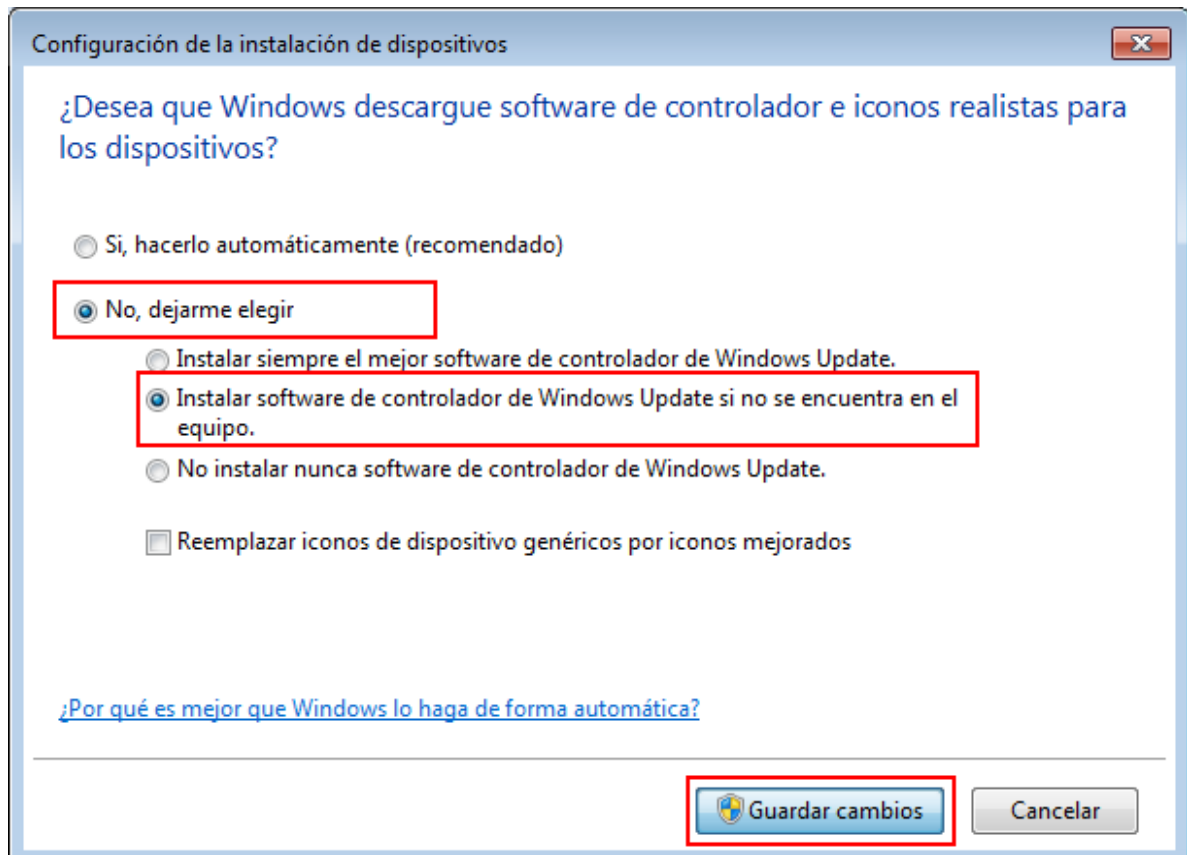 Configuración de la instalación de dispositivos
¿Desea que Windows descargue software de controlador e iconos realistas para
los dispositivos?
Si, hacerlo automáticamente (recomendado)
No, dejarme elegir
Instalar siempre el mejor software de controlador de Windows Update.
Instalar software de controlador de Windows Update si no se encuentra en el
equipo.
No instalar nunca software de controlador de Windows Update.
Reemplazar iconos de dispositivo genéricos por iconos mejorados
¿Por qué es mejor que Windows lo haga de forma automática?
Guardar cambios
Cancelar